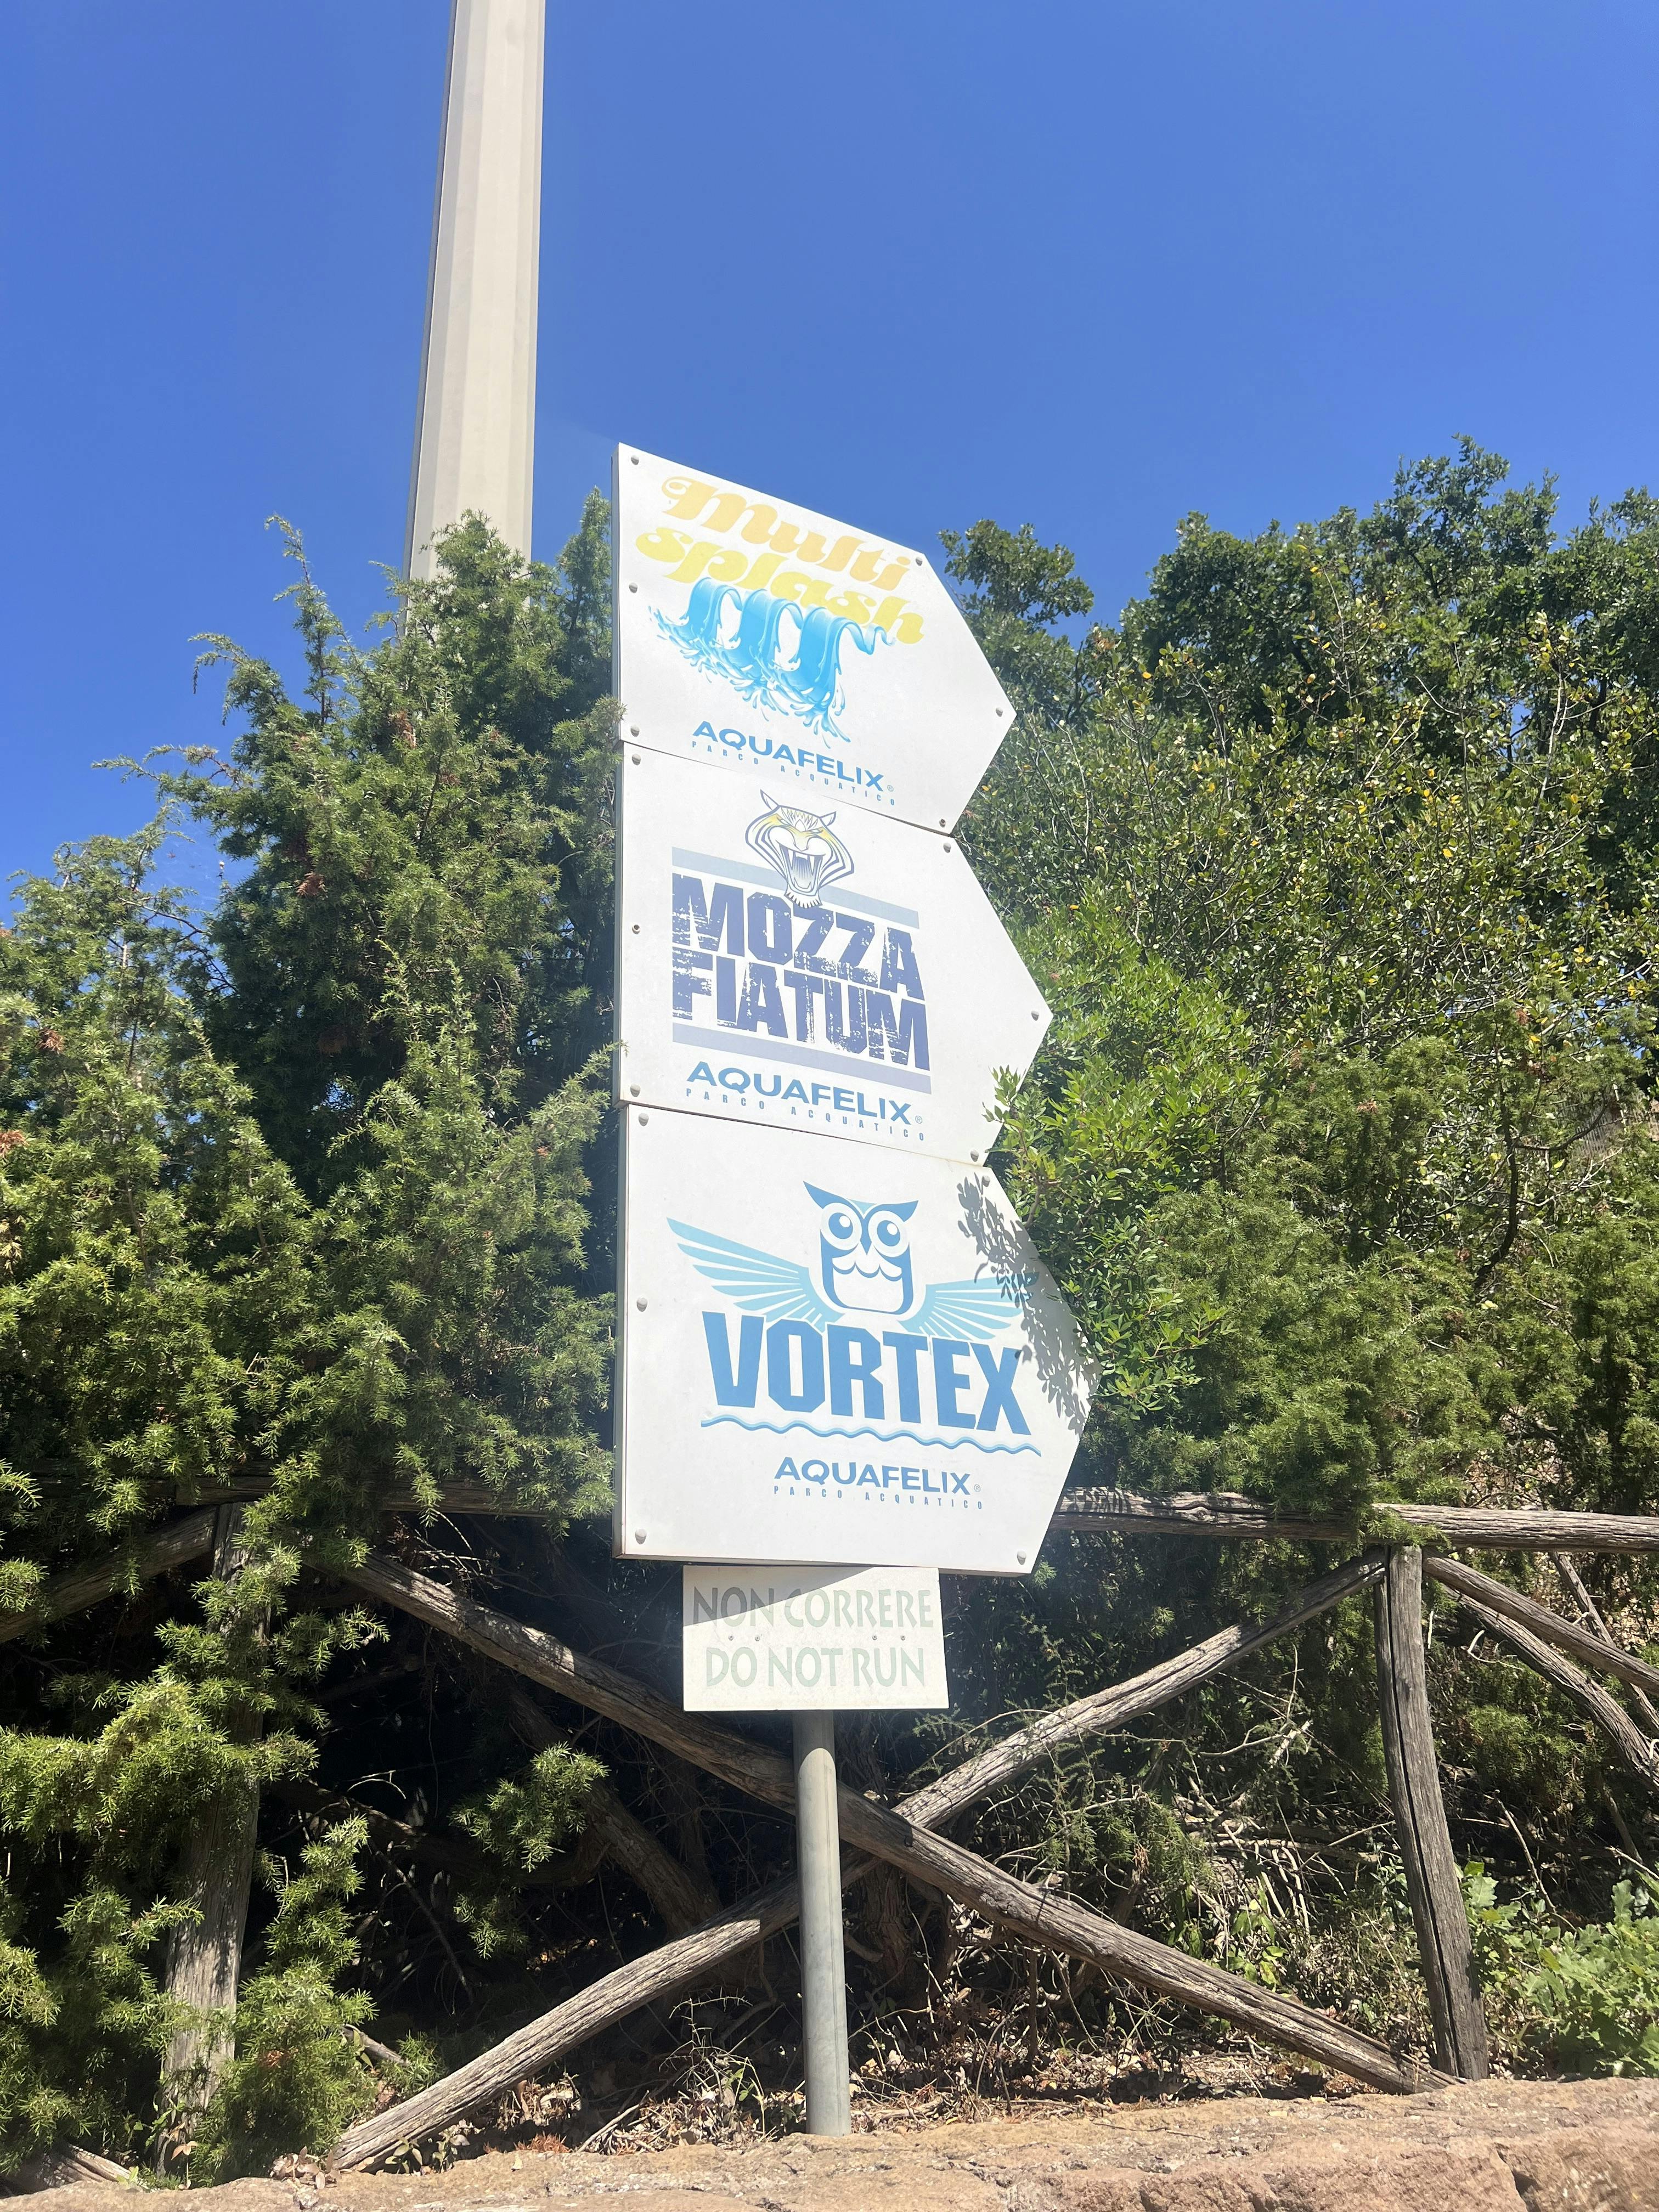 Multi
splash
AQUAFELIX®
PARCO ACQUATICO
MOZZA
FIATUM
AQUAFELIX®
PARCO ACQUATICO
VORTEX
AQUAFELIX®
PARCO ACQUATICO
NON CORRERE
DO NOT RUN